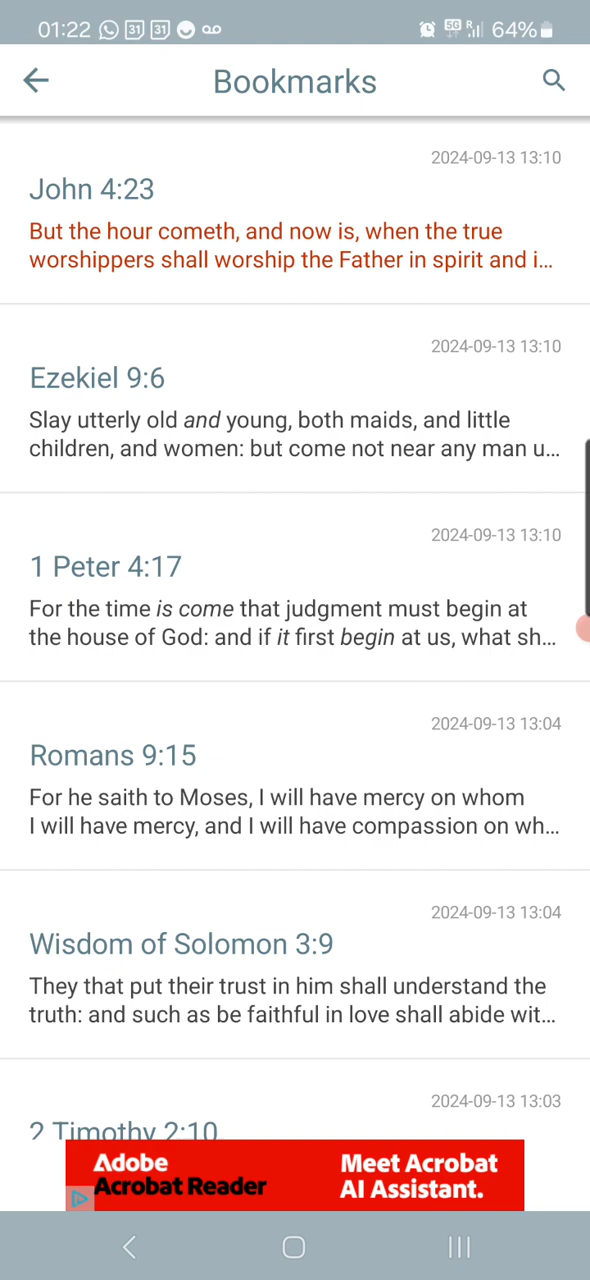 01:22 31 31 5G R 64%
Bookmarks
2024-09-13 13:10
John 4:23
But the hour cometh, and now is, when the true
worshippers shall worship the Father in spirit and i...
2024-09-13 13:10
Ezekiel 9:6
Slay utterly old and young, both maids, and little
children, and women: but come not near any man u...
2024-09-13 13:10
1 Peter 4:17
For the time is come that judgment must begin at
the house of God: and if it first begin at us, what sh...
2024-09-13 13:04
Romans 9:15
For he saith to Moses, I will have mercy on whom
I will have mercy, and I will have compassion on wh...
2024-09-13 13:04
Wisdom of Solomon 3:9
They that put their trust in him shall understand the
truth: and such as be faithful in love shall abide wit...
2024-09-13 13:03
2 Timothy 2:10
Adobe
Acrobat Reader
Meet Acrobat
AI Assistant.